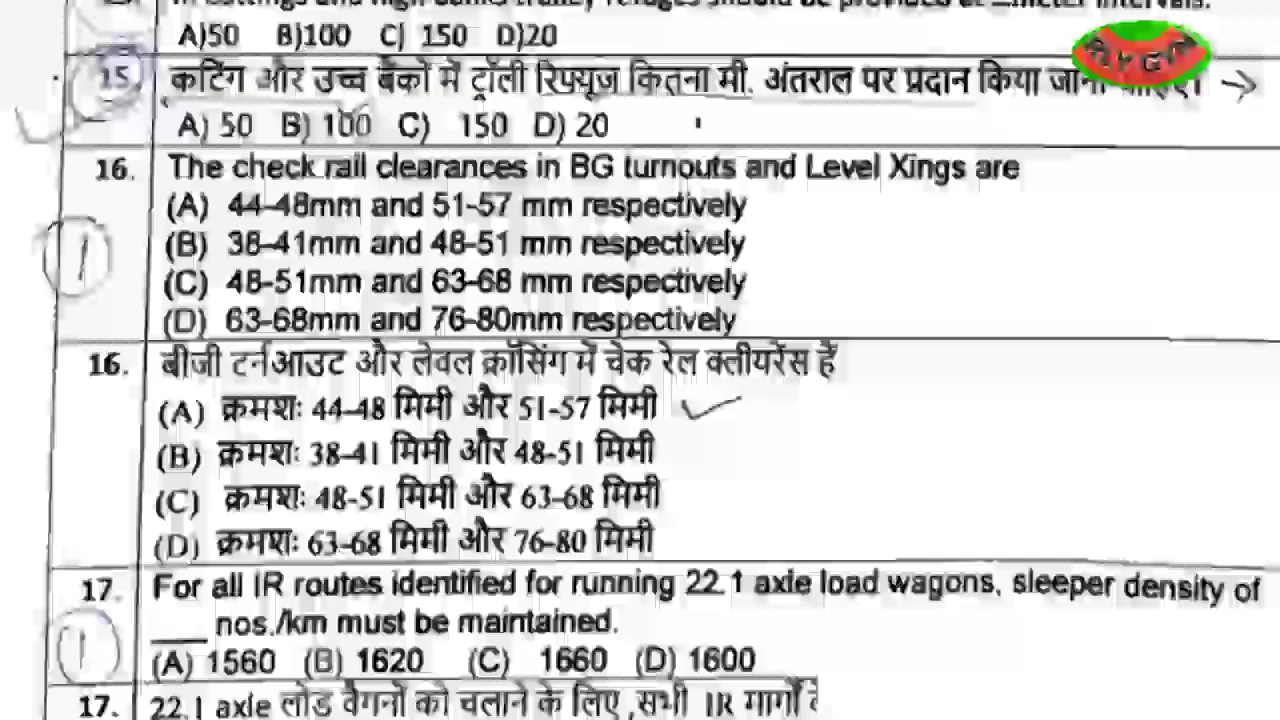 A)50 B)100 C) 150 D)20
15. कटिंग और उच्च बैंकों में ट्रॉली रिफ्यूज कितना मी. अंतराल पर प्रदान किया
A) 50 B) 100 C) 150 D) 20
16. The check rail clearances in BG turnouts and Level Xings are
(A) 44-48mm and 51-57 mm respectively
(B) 38-41mm and 48-51 mm respectively
(C) 48-51mm and 63-68 mm respectively
(D) 63-68mm and 76-80mm respectively
16. बीजी टर्नआउट और लेवल क्रॉसिंग में चेक रेल क्लीयरेंस हैं
(A) क्रमशः 44-48 मिमी और 51-57 मिमी
(B) क्रमशः 38-41 मिमी और 48-51 मिमी
(C) क्रमशः 48-51 मिमी और 63-68 मिमी
(D) क्रमशः 63-68 मिमी और 76-80 मिमी
17. For all IR routes identified for running 22.1 axle load wagons, sleeper density of
____ nos./km must be maintained.
1
1
(A) 1560 (B) 1620 (C) 1660 (D) 1600
17. 22.1 axle लोड वैगनों को चलाने के लिए ,सभी IR मार्गों